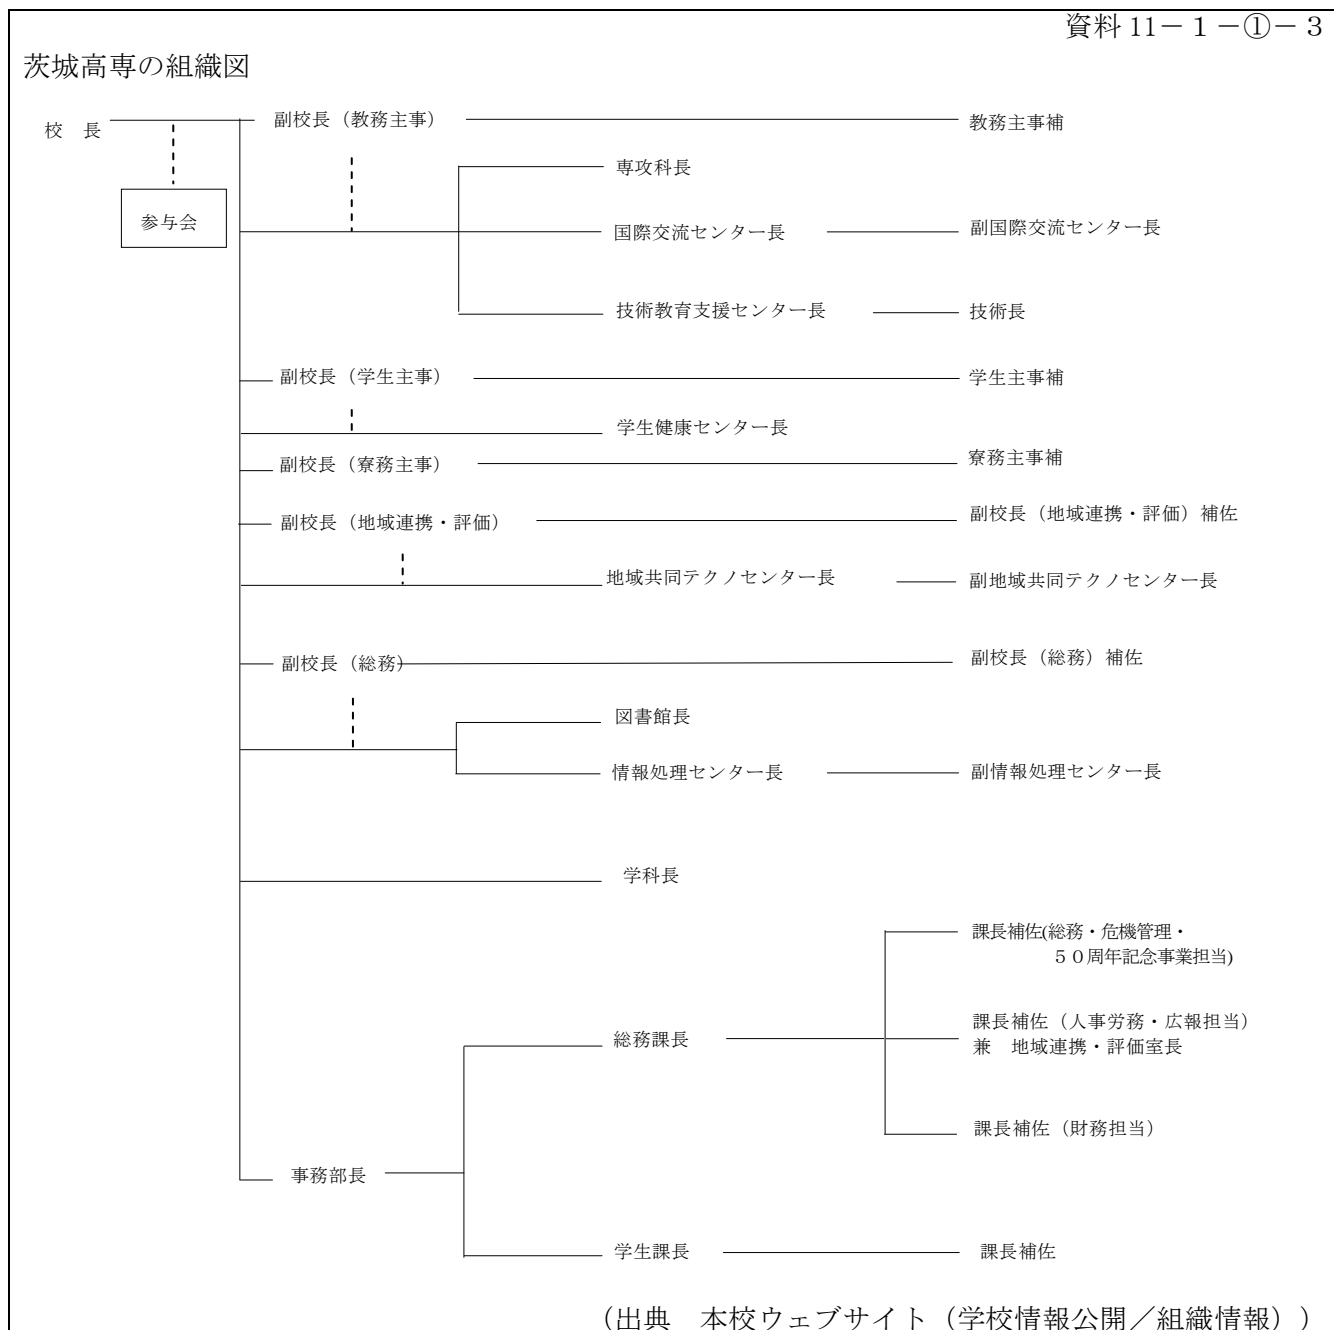 資料 11－１－①－３
茨城高専の組織図
校　長
副校長（教務主事）
教務主事補
参与会
専攻科長
国際交流センター長
副国際交流センター長
技術教育支援センター長
技術長
副校長（学生主事）
学生主事補
学生健康センター長
副校長（寮務主事）
寮務主事補
副校長（地域連携・評価）
副校長（地域連携・評価）補佐
地域共同テクノセンター長
副地域共同テクノセンター長
副校長（総務）
副校長（総務）補佐
図書館長
情報処理センター長
副情報処理センター長
学科長
課長補佐(総務・危機管理・
５０周年記念事業担当)
総務課長
課長補佐（人事労務・広報担当）
兼　地域連携・評価室長
課長補佐（財務担当）
事務部長
学生課長
課長補佐
（出典　本校ウェブサイト（学校情報公開／組織情報））